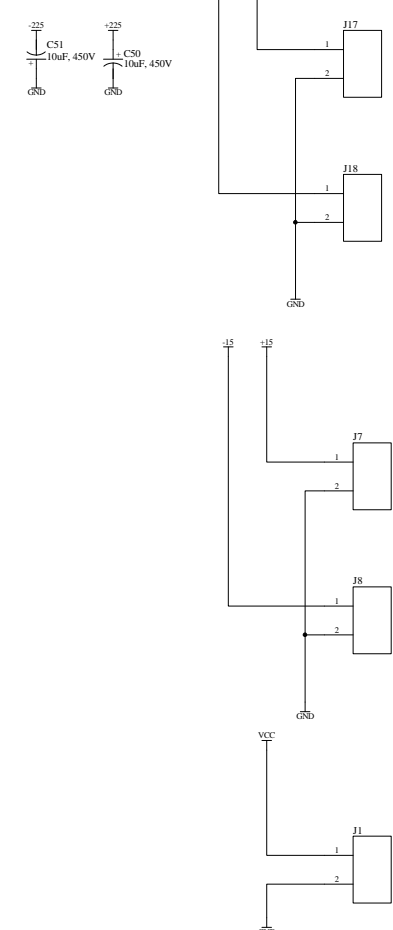 -225
+225
C51
10uF, 450V
+
+ C50
10uF, 450V
GND
GND
J17
1
2
J18
1
2
GND
-15
+15
J7
1
2
J8
1
2
GND
VCC
J1
1
2